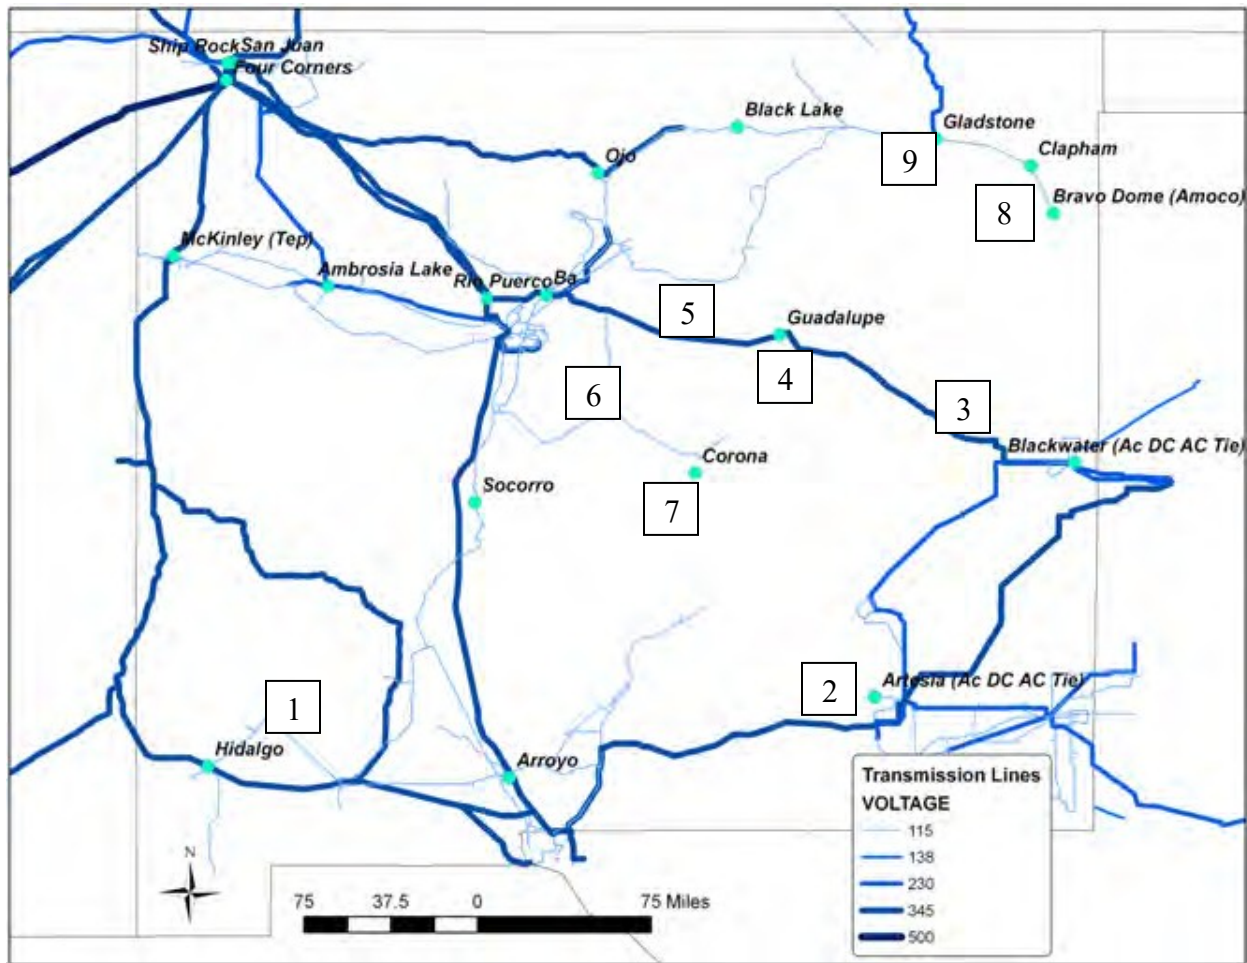 Ship Rock San Juan
Four Corners
Black Lake
Gladstone
Ojo
9
Clapham
8
Bravo Dome (Amoco)
McKinley (Tep)
Ambrosia Lake
Rio Puerco
Ba
5
Guadalupe
4
6
3
Blackwater (Ac DC AC Tie)
Corona
7
Socorro
2
Artesia (Ac DC AC Tie)
1
Hidalgo
Arroyo
Transmission Lines
VOLTAGE
115
138
230
345
500
N
75 37.5 0 75 Miles